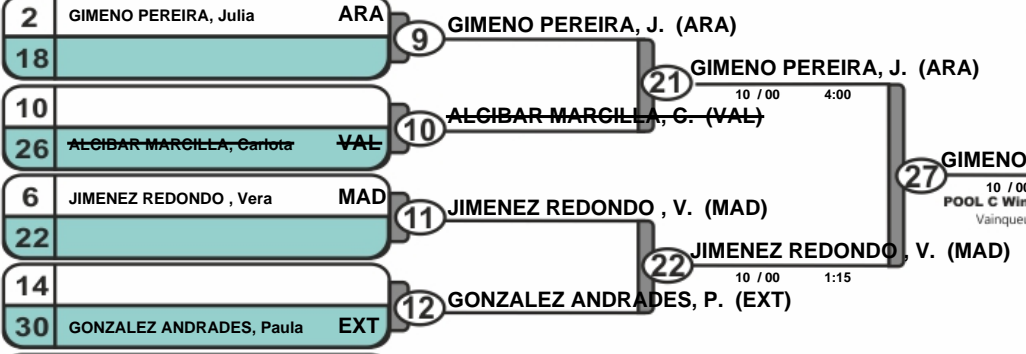 2 GIMENO PEREIRA, Julia ARA
18
9 GIMENO PEREIRA, J. (ARA)
21 GIMENO PEREIRA, J. (ARA)
10 / 00 4:00
10
26 ALCIBAR MARCILLA, Carlota VAL
10 ALCIBAR MARCILLA, C. (VAL)
27 GIMENO
10 / 00
POOL C Win
Vainqueu
6 JIMENEZ REDONDO , Vera MAD
22
11 JIMENEZ REDONDO , V. (MAD)
22 JIMENEZ REDONDO , V. (MAD)
10 / 00 1:15
14
30 GONZALEZ ANDRADES, Paula EXT
12 GONZALEZ ANDRADES, P. (EXT)